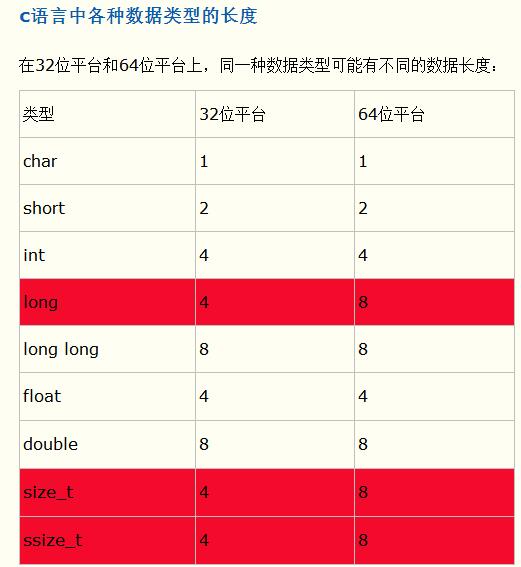 c语言中各种数据类型的长度
在32位平台和64位平台上，同一种数据类型可能有不同的数据长度：
类型 32位平台 64位平台
char 1 1
short 2 2
int 4 4
long 4 8
long long 8 8
float 4 4
double 8 8
size_t 4 8
ssize_t 4 8